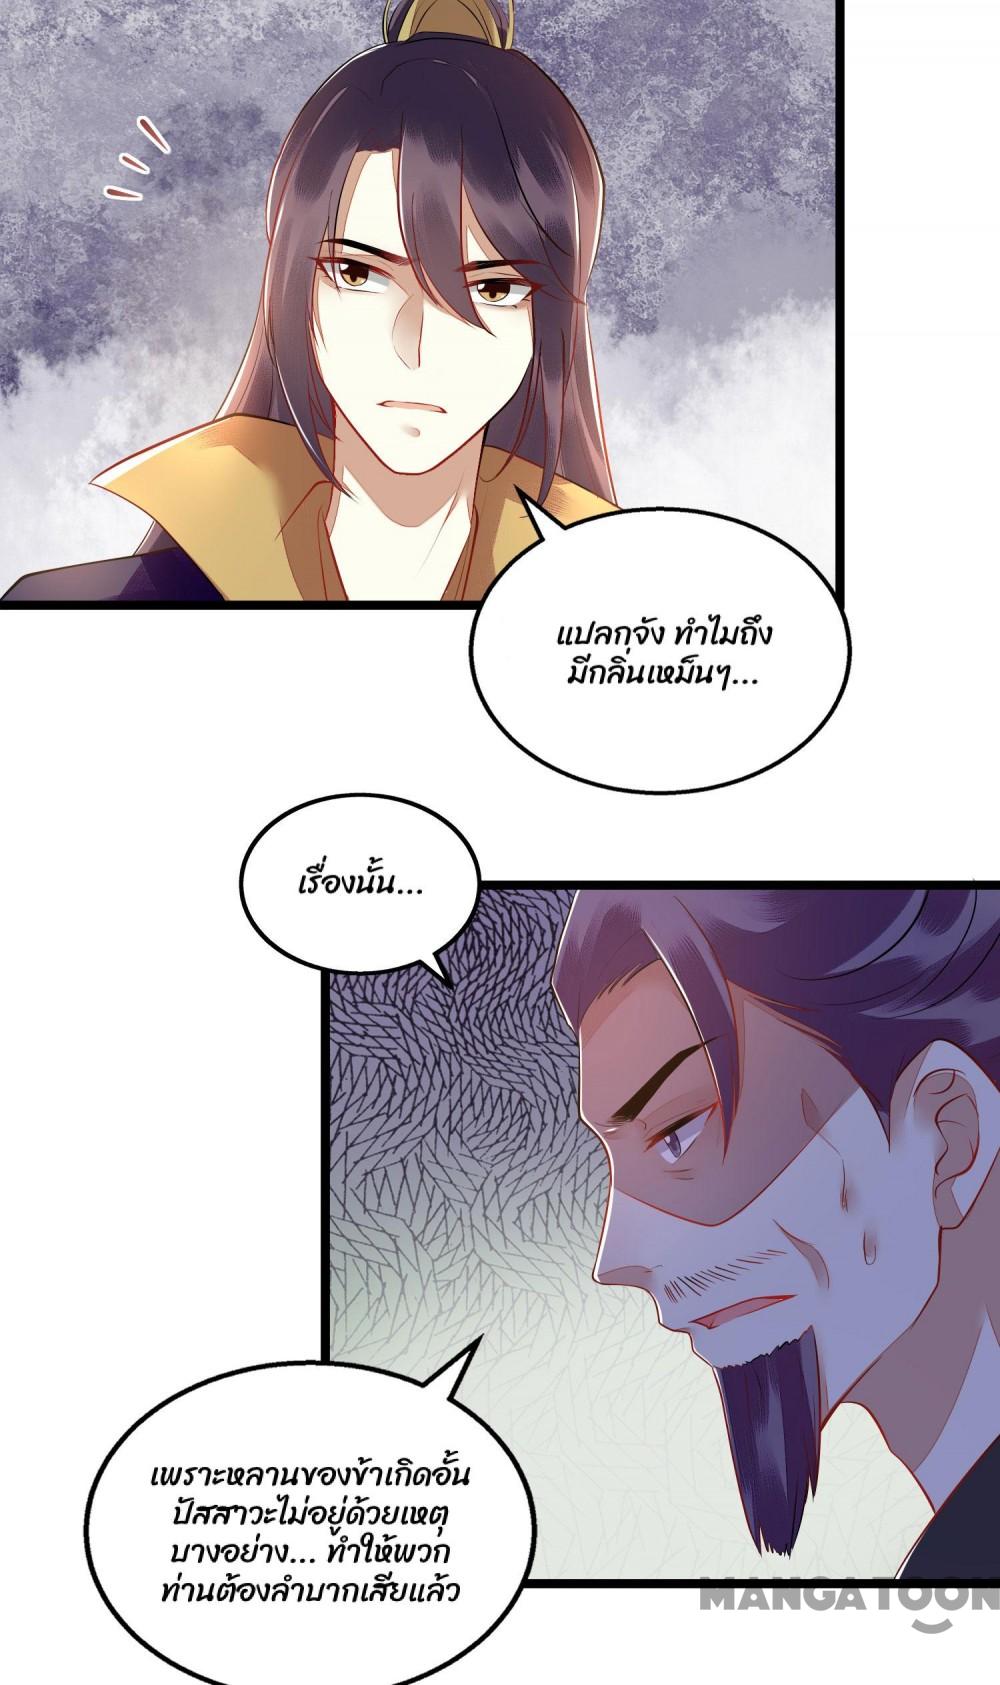 แปลกจัง ทำไมถึง
มีกลิ่นเหม็นๆ...
เรื่องนั้น...
เพราะหลานของข้าเกิดอั้น
ปัสสาวะไม่อยู่ด้วยเหตุ
บางอย่าง... ทำให้พวก
ท่านต้องลำบากเสียแล้ว
MANGATOON